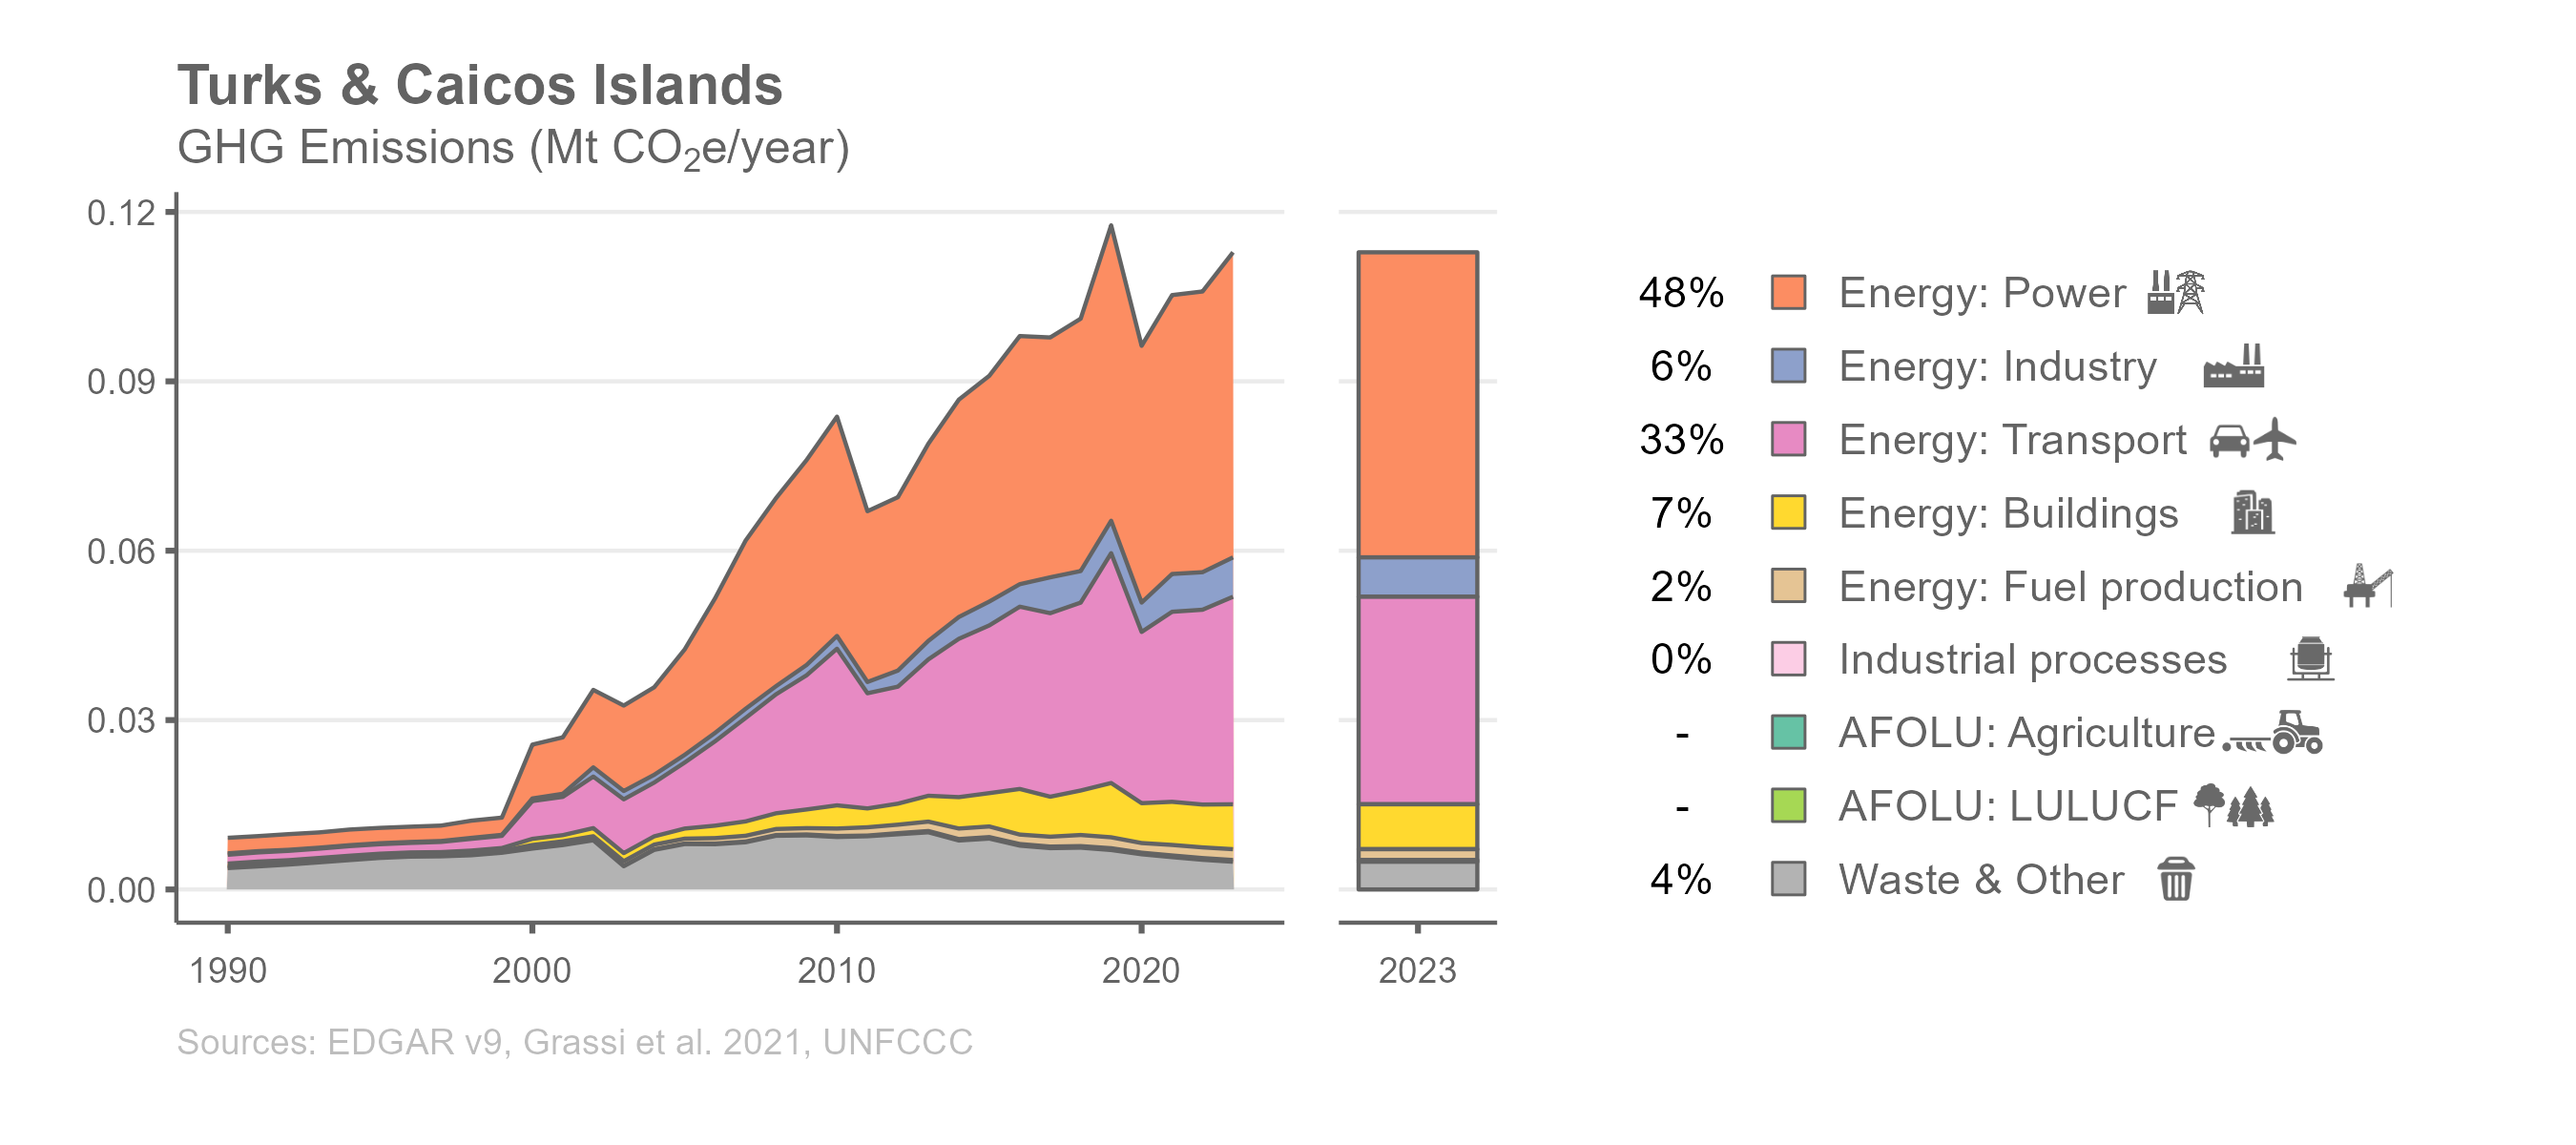 Turks & Caicos Islands
GHG Emissions (Mt CO₂e/year)
0.12
0.09
0.06
0.03
0.00
1990 2000 2010 2020 2023
48% Energy: Power
6% Energy: Industry
33% Energy: Transport
7% Energy: Buildings
2% Energy: Fuel production
0% Industrial processes
- AFOLU: Agriculture
- AFOLU: LULUCF
4% Waste & Other
Sources: EDGAR v9, Grassi et al. 2021, UNFCCC